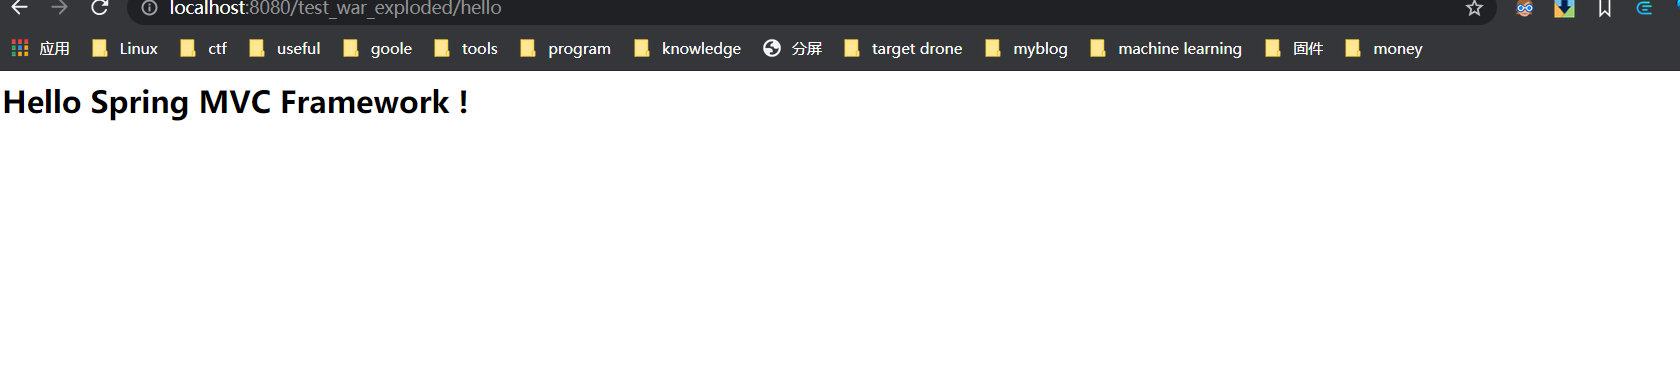 localhost:8080/test_war_exploded/hello
应用 Linux ctf useful goole tools program knowledge 分屏 target drone myblog machine learning 固件 money
Hello Spring MVC Framework !